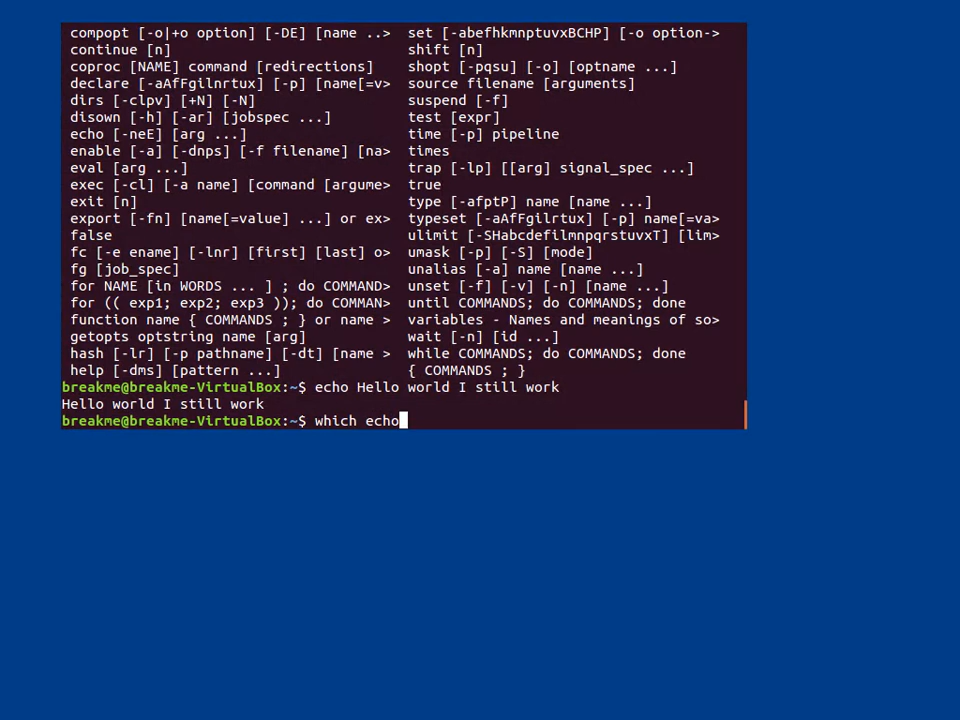 compopt [-o|+o option] [-DE] [name ..>  set [-abefhkmnptuvxBCHP] [-o option->
continue [n]  shift [n]
coproc [NAME] command [redirections]  shopt [-pqsu] [-o] [optname ...]
declare [-aAfFgilnrtux] [-p] [name[=v>  source filename [arguments]
dirs [-clpv] [+N] [-N]  suspend [-f]
disown [-h] [-ar] [jobspec ...]  test [expr]
echo [-neE] [arg ...]  time [-p] pipeline
enable [-a] [-dnps] [-f filename] [na>  times
eval [arg ...]  trap [-lp] [[arg] signal_spec ...]
exec [-cl] [-a name] [command [argume>  true
exit [n]  type [-afptP] name [name ...]
export [-fn] [name[=value] ...] or ex>  typeset [-aAfFgilrtux] [-p] name[=va>
false  ulimit [-SHabcdefilmnpqrstuvxT] [lim>
fc [-e ename] [-lnr] [first] [last] o>  umask [-p] [-S] [mode]
fg [job_spec]  unalias [-a] name [name ...]
for NAME [in WORDS ... ] ; do COMMAND>  unset [-f] [-v] [-n] [name ...]
for (( exp1; exp2; exp3 )); do COMMAN>  until COMMANDS; do COMMANDS; done
function name { COMMANDS ; } or name >  variables - Names and meanings of so>
getopts optstring name [arg]  wait [-n] [id ...]
hash [-lr] [-p pathname] [-dt] [name >  while COMMANDS; do COMMANDS; done
help [-dms] [pattern ...]  { COMMANDS ; }
breakme@breakme-VirtualBox:~$ echo Hello world I still work
Hello world I still work
breakme@breakme-VirtualBox:~$ which echo